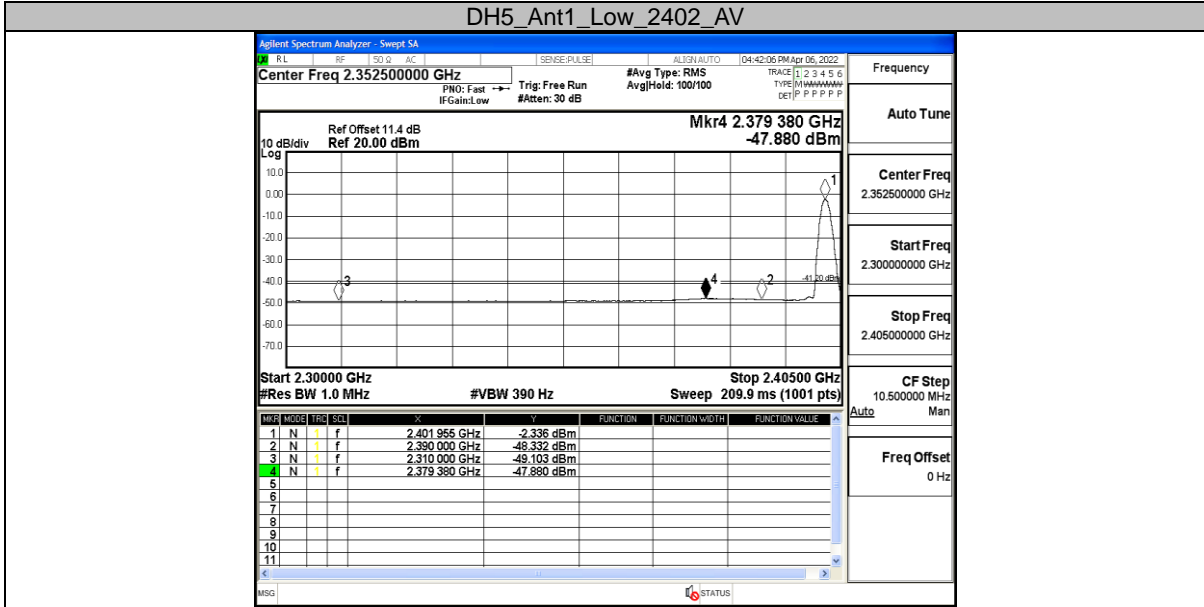 DH5_Ant1_Low_2402_AV
Agilent Spectrum Analyzer - Swept SA
RL RF 50 Ω AC SENSE:PULSE ALIGN AUTO 04:42:06 PM Apr 06, 2022
Center Freq 2.352500000 GHz
PNO: Fast
IFGain:Low
Trig: Free Run
#Atten: 30 dB
#Avg Type: RMS
Avg|Hold: 100/100
TRACE 1 2 3 4 5 6
TYPE MWWWWW
DET P P P P P P
Mkr4 2.379 380 GHz
-47.880 dBm
Ref Offset 11.4 dB
10 dB/div Ref 20.00 dBm
Log
10.0
0.00
-10.0
-20.0
-30.0
-40.0
-50.0
-60.0
-70.0
1
3
4
2
-41.20 dBm
Start 2.30000 GHz Stop 2.40500 GHz
#Res BW 1.0 MHz #VBW 390 Hz Sweep 209.9 ms (1001 pts)
MKR MODE TRC SCL X Y FUNCTION FUNCTION WIDTH FUNCTION VALUE
1 N 1 f 2.401 955 GHz -2.336 dBm
2 N 1 f 2.390 000 GHz -48.332 dBm
3 N 1 f 2.310 000 GHz -49.103 dBm
4 N 1 f 2.379 380 GHz -47.880 dBm
5
6
7
8
9
10
11
MSG STATUS
Frequency
Auto Tune
Center Freq
2.352500000 GHz
Start Freq
2.300000000 GHz
Stop Freq
2.405000000 GHz
CF Step
10.500000 MHz
Auto Man
Freq Offset
0 Hz